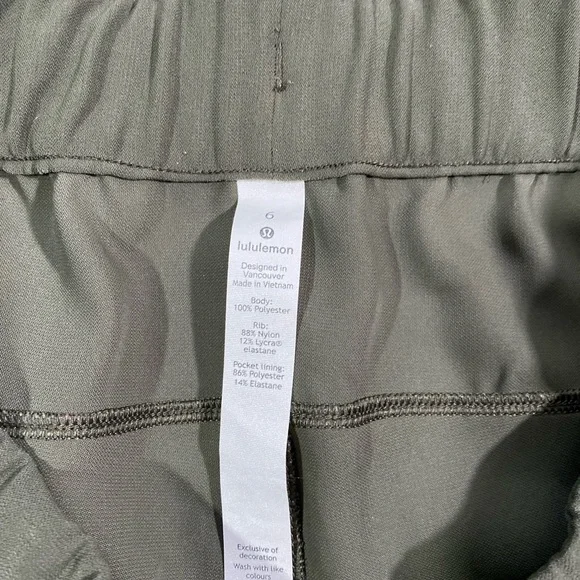 6
lululemon
Designed in
Vancouver
Made in Vietnam
Body:
100% Polyester
Rib:
88% Nylon
12% Lycra®
elastane
Pocket lining:
86% Polyester
14% Elastane
Exclusive of
decoration
Wash with like
colours